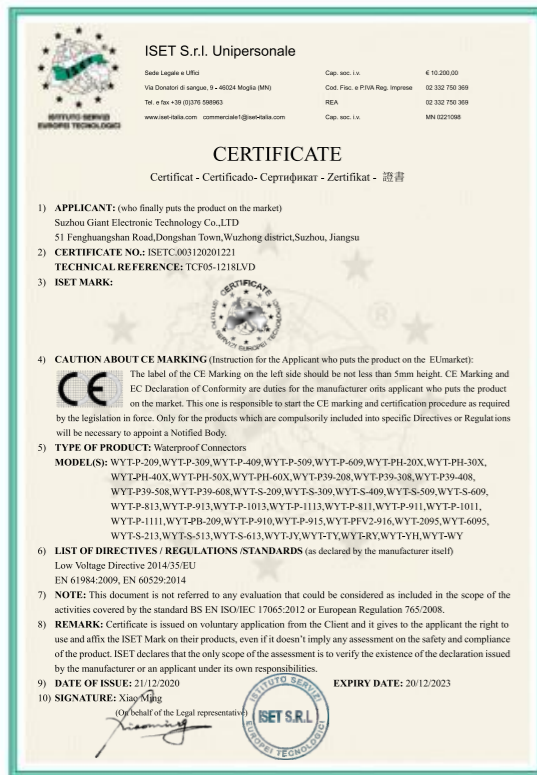 ISET S.r.l. Unipersonale
Sede Legale e Uffici Cap. soc. i.v. € 10.200,00
Via Donatori di sangue, 9 - 46024 Moglia (MN) Cod. Fisc. e P.IVA Reg. Imprese 02 332 750 369
Tel. e fax +39 (0)376 598963 REA 02 332 750 369
www.iset-italia.com commerciale1@iset-italia.com Cap. soc. i.v. MN 0221098
ISTITUTO SERVIZI
EUROPEI TECNOLOGICI
CERTIFICATE
Certificat - Certificado- Сертификат - Zertifikat - 證書
1) APPLICANT: (who finally puts the product on the market)
Suzhou Giant Electronic Technology Co.,LTD
51 Fenghuangshan Road,Dongshan Town,Wuzhong district,Suzhou, Jiangsu
2) CERTIFICATE NO.: ISETC.003120201221
TECHNICAL REFERENCE: TCF05-1218LVD
3) ISET MARK:
CERTIFICATE
ISTITUTO SERVIZI EUROPEI
4) CAUTION ABOUT CE MARKING (Instruction for the Applicant who puts the product on the EUmarket):
CE
The label of the CE Marking on the left side should be not less than 5mm height. CE Marking and
EC Declaration of Conformity are duties for the manufacturer orits applicant who puts the product
on the market. This one is responsible to start the CE marking and certification procedure as required
by the legislation in force. Only for the products which are compulsorily included into specific Directives or Regulations
will be necessary to appoint a Notified Body.
5) TYPE OF PRODUCT: Waterproof Connectors
MODEL(S): WYT-P-209,WYT-P-309,WYT-P-409,WYT-P-509,WYT-P-609,WYT-PH-20X,WYT-PH-30X,
WYT-PH-40X,WYT-PH-50X,WYT-PH-60X,WYT-P39-208,WYT-P39-308,WYT-P39-408,
WYT-P39-508,WYT-P39-608,WYT-S-209,WYT-S-309,WYT-S-409,WYT-S-509,WYT-S-609,
WYT-P-813,WYT-P-913,WYT-P-1013,WYT-P-1113,WYT-P-811,WYT-P-911,WYT-P-1011,
WYT-P-1111,WYT-PB-209,WYT-P-910,WYT-P-915,WYT-PFV2-916,WYT-2095,WYT-6095,
WYT-S-213,WYT-S-513,WYT-S-613,WYT-JY,WYT-TY,WYT-RY,WYT-YH,WYT-WY
6) LIST OF DIRECTIVES / REGULATIONS /STANDARDS (as declared by the manufacturer itself)
Low Voltage Directive 2014/35/EU
EN 61984:2009, EN 60529:2014
7) NOTE: This document is not referred to any evaluation that could be considered as included in the scope of the
activities covered by the standard BS EN ISO/IEC 17065:2012 or European Regulation 765/2008.
8) REMARK: Certificate is issued on voluntary application from the Client and it gives to the applicant the right to
use and affix the ISET Mark on their products, even if it doesn't imply any assessment on the safety and compliance
of the product. ISET declares that the only scope of the assessment is to verify the existence of the declaration issued
by the manufacturer or an applicant under its own responsibilities.
9) DATE OF ISSUE: 21/12/2020 EXPIRY DATE: 20/12/2023
10) SIGNATURE: Xiao Ming
(On behalf of the Legal representative)
ISET S.R.L